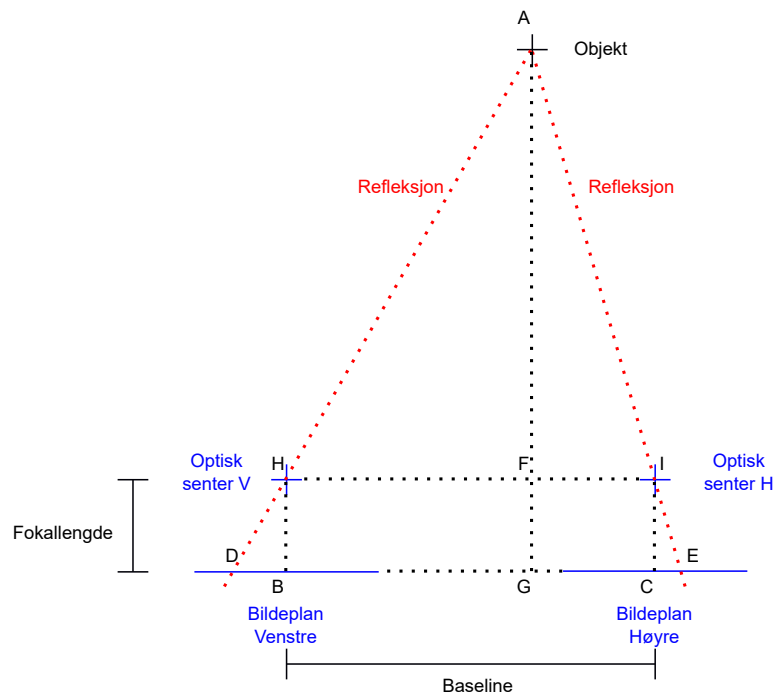 A
Objekt
Refleksjon
Refleksjon
Optisk
senter V
H
F
I
Optisk
senter H
Fokallengde
D
B
G
C
E
Bildeplan
Venstre
Bildeplan
Høyre
Baseline